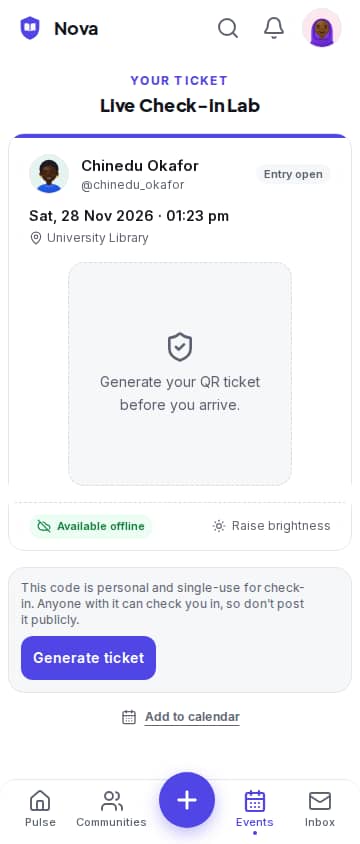 Nova
YOUR TICKET
Live Check-in Lab
Chinedu Okafor
@chinedu_okafor
Entry open
Sat, 28 Nov 2026 · 01:23 pm
University Library
Generate your QR ticket
before you arrive.
Available offline
Raise brightness
This code is personal and single-use for check-
in. Anyone with it can check you in, so don't post
it publicly.
Generate ticket
Add to calendar
Pulse
Communities
Events
Inbox